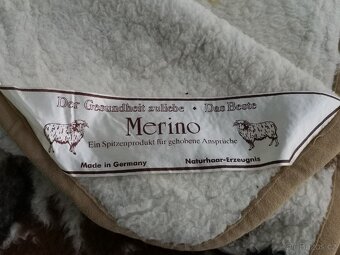 Der Gesundheit zuliebe · Das Beste
Merino
Ein Spitzenprodukt für gehobene Ansprüche
Made in Germany
Naturhaar-Erzeugnis